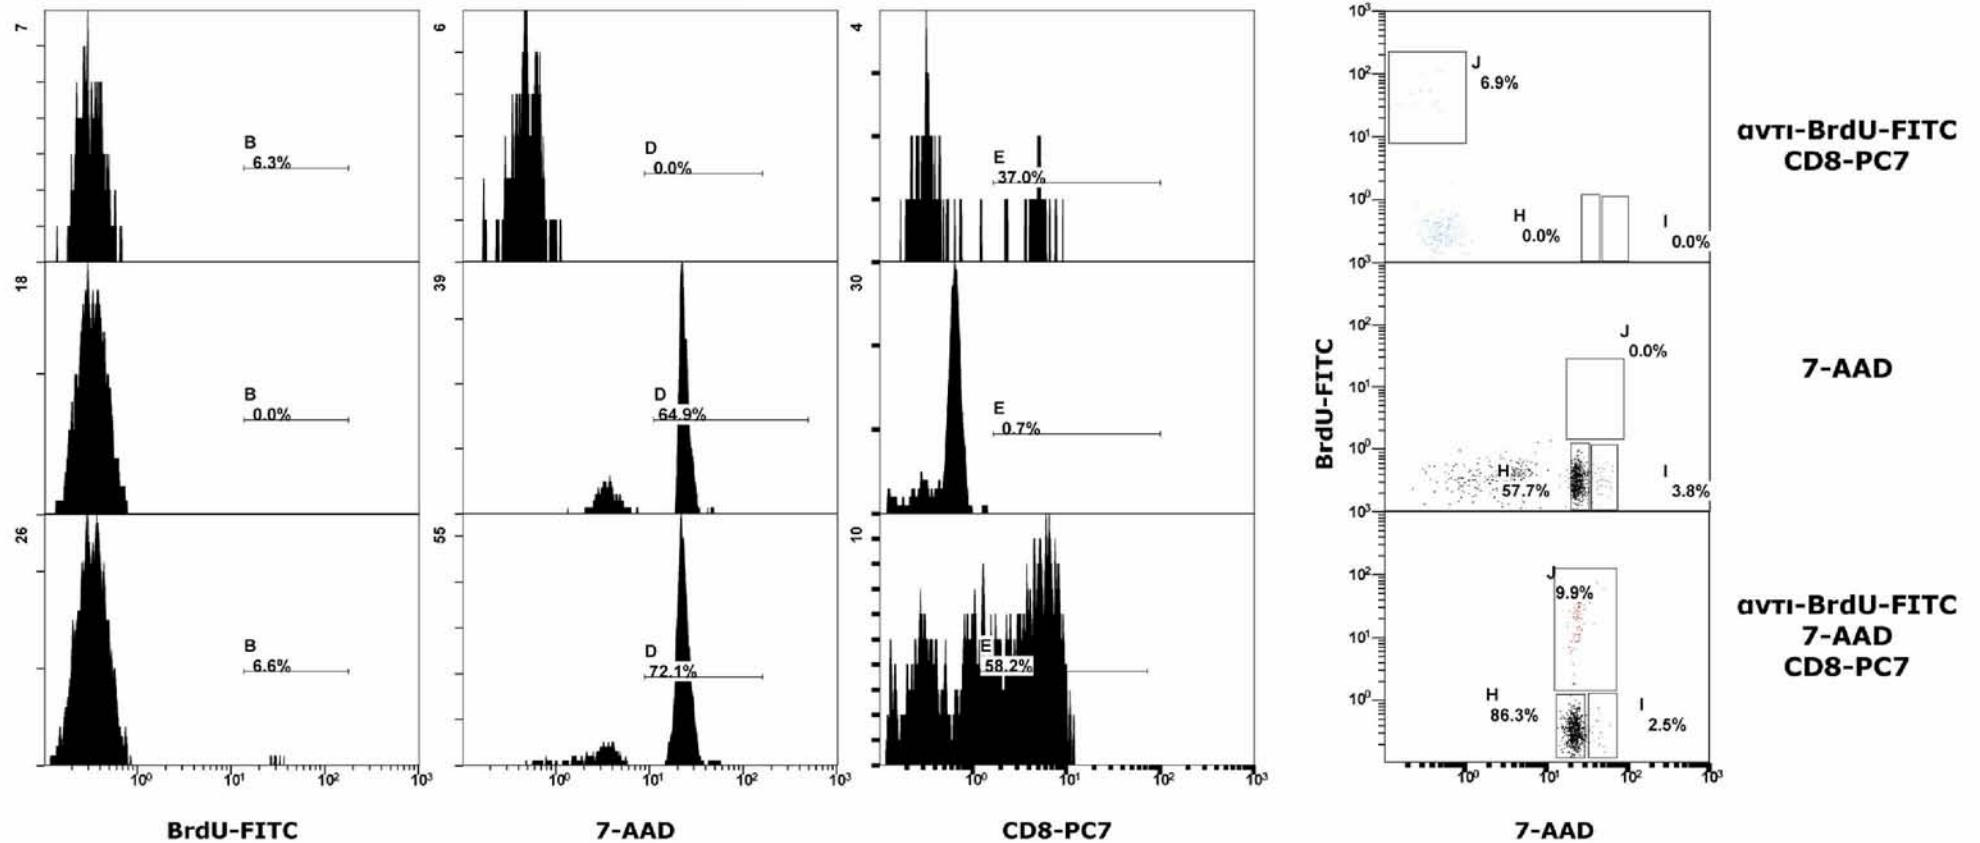 7
B
6.3%
6
D
0.0%
4
E
37.0%
10³
10²
10¹
10⁰
J
6.9%
H
0.0%
I
0.0%
αντι-BrdU-FITC
CD8-PC7
18
B
0.0%
39
D
64.9%
30
E
0.7%
BrdU-FITC
10³
10²
10¹
10⁰
J
0.0%
H
57.7%
I
3.8%
7-AAD
26
B
6.6%
55
D
72.1%
10
E
58.2%
10³
10²
10¹
10⁰
J
9.9%
H
86.3%
I
2.5%
αντι-BrdU-FITC
7-AAD
CD8-PC7
10⁰ 10¹ 10² 10³
10⁰ 10¹ 10² 10³
10⁰ 10¹ 10² 10³
10⁰ 10¹ 10² 10³
BrdU-FITC
7-AAD
CD8-PC7
7-AAD